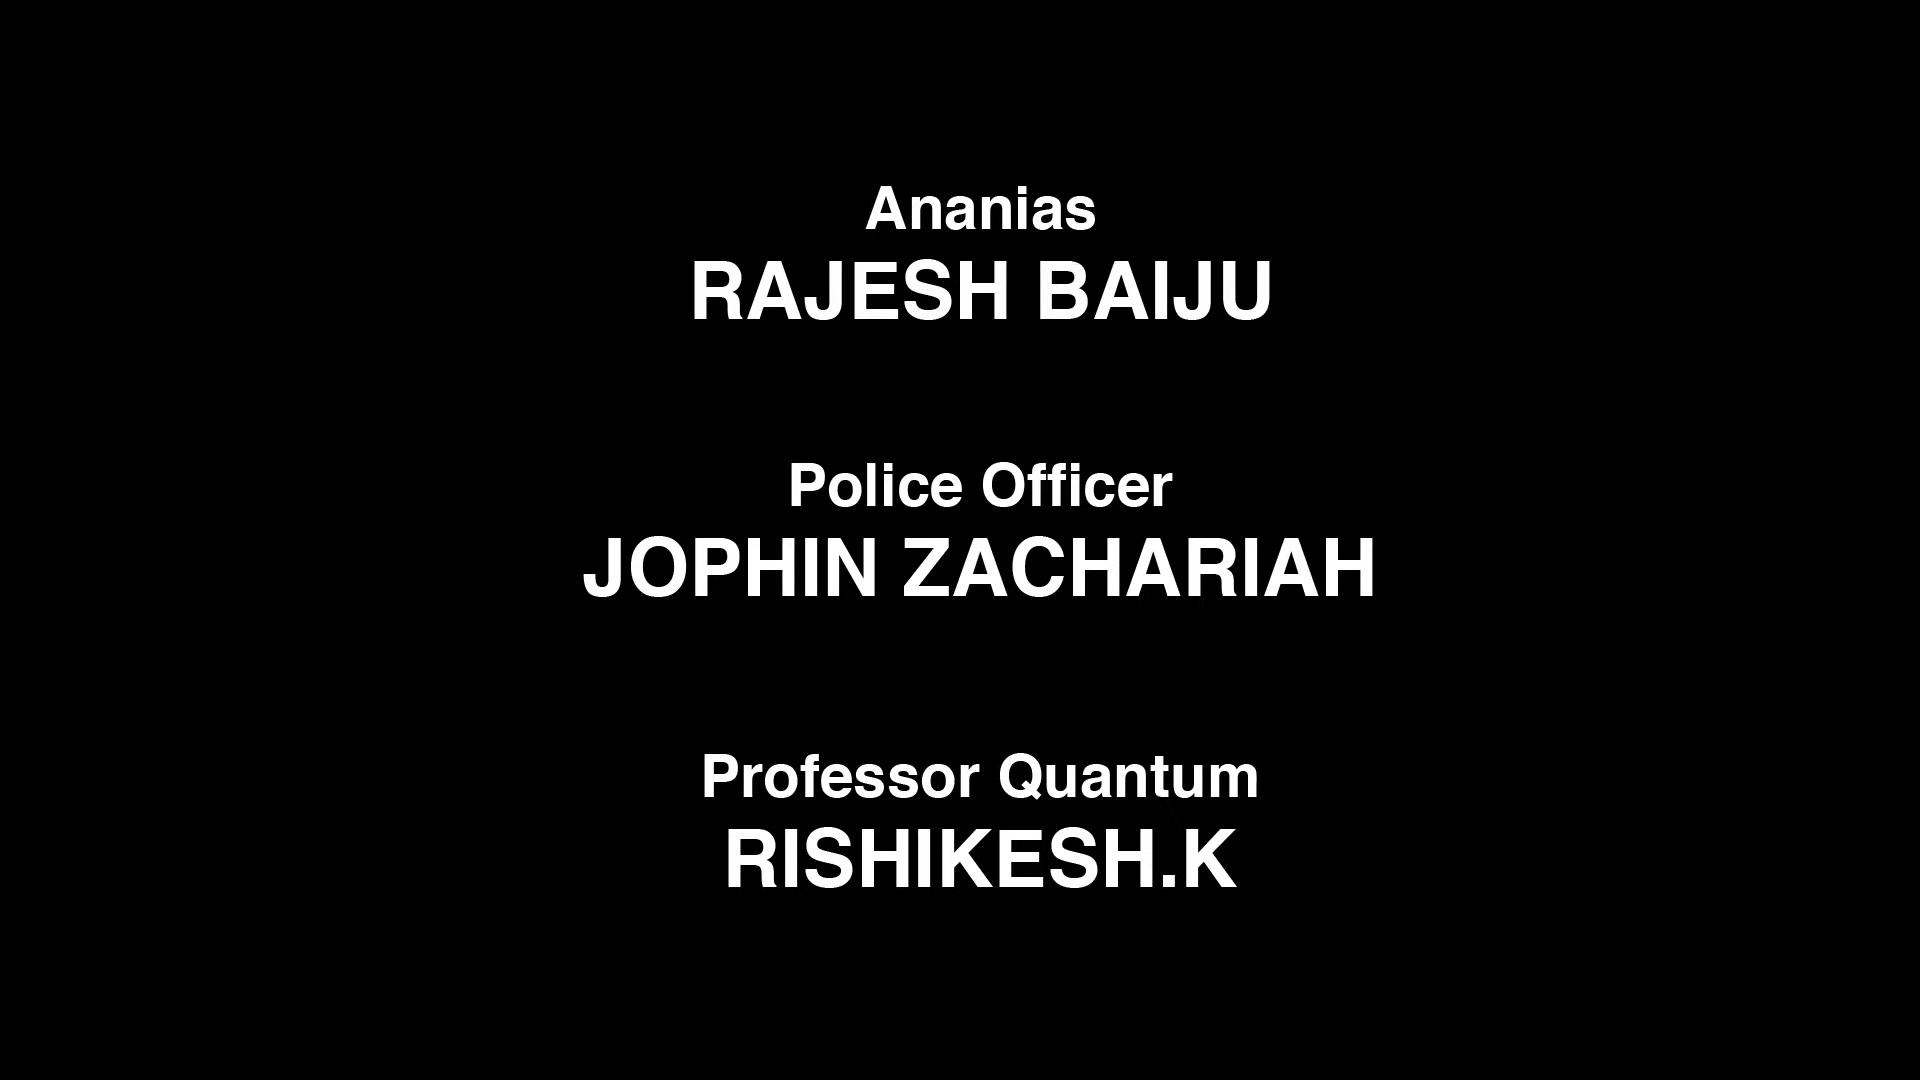 Ananias
RAJESH BAIJU
Police Officer
JOPHIN ZACHARIAH
Professor Quantum
RISHIKESH.K